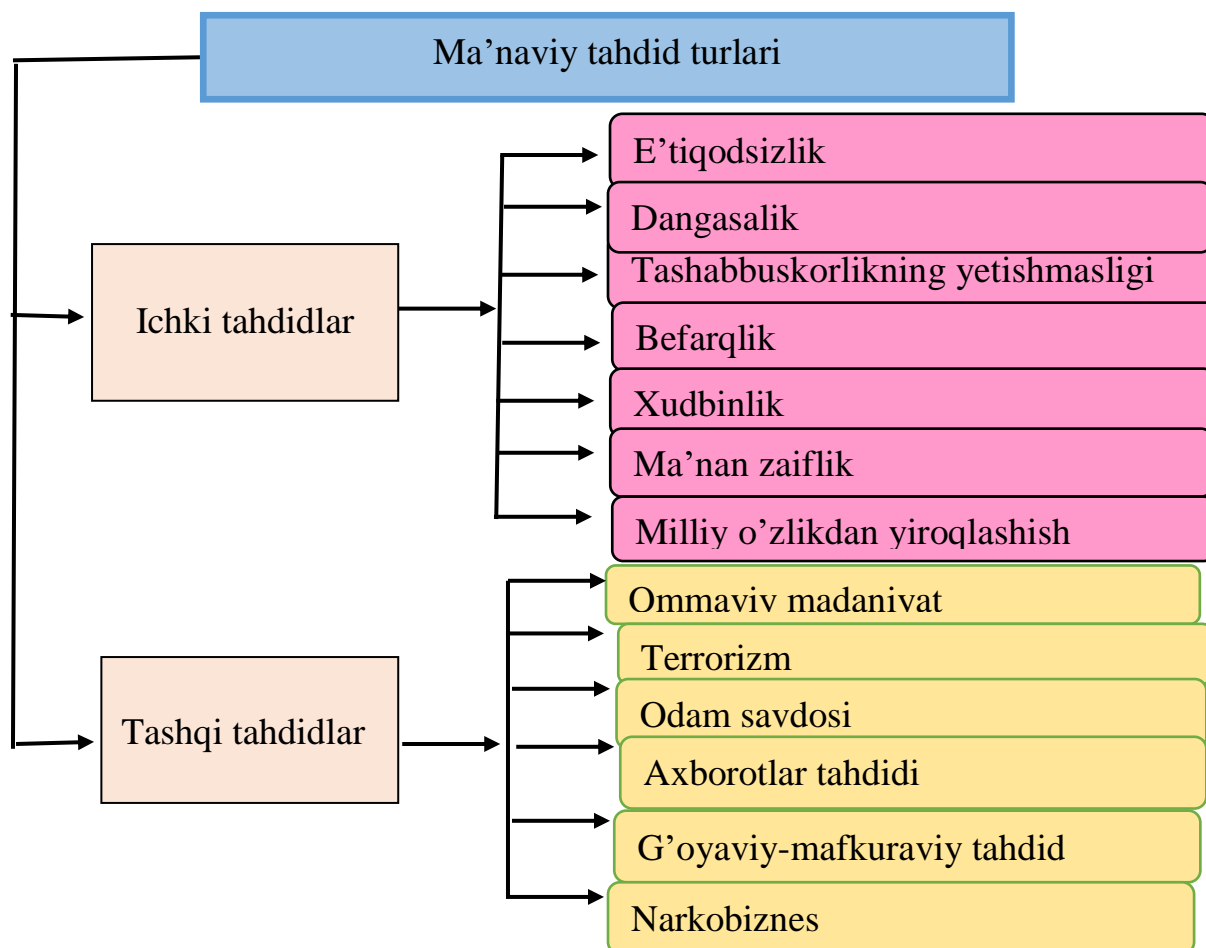 Ma’naviy tahdid turlari
E’tiqodsizlik
Dangasalik
Tashabbuskorlikning yetishmasligi
Ichki tahdidlar
Befarqlik
Xudbinlik
Ma’nan zaiflik
Milliy o’zlikdan yiroqlashish
Ommaviy madaniyat
Terrorizm
Odam savdosi
Tashqi tahdidlar
Axborotlar tahdidi
G’oyaviy-mafkuraviy tahdid
Narkobiznes